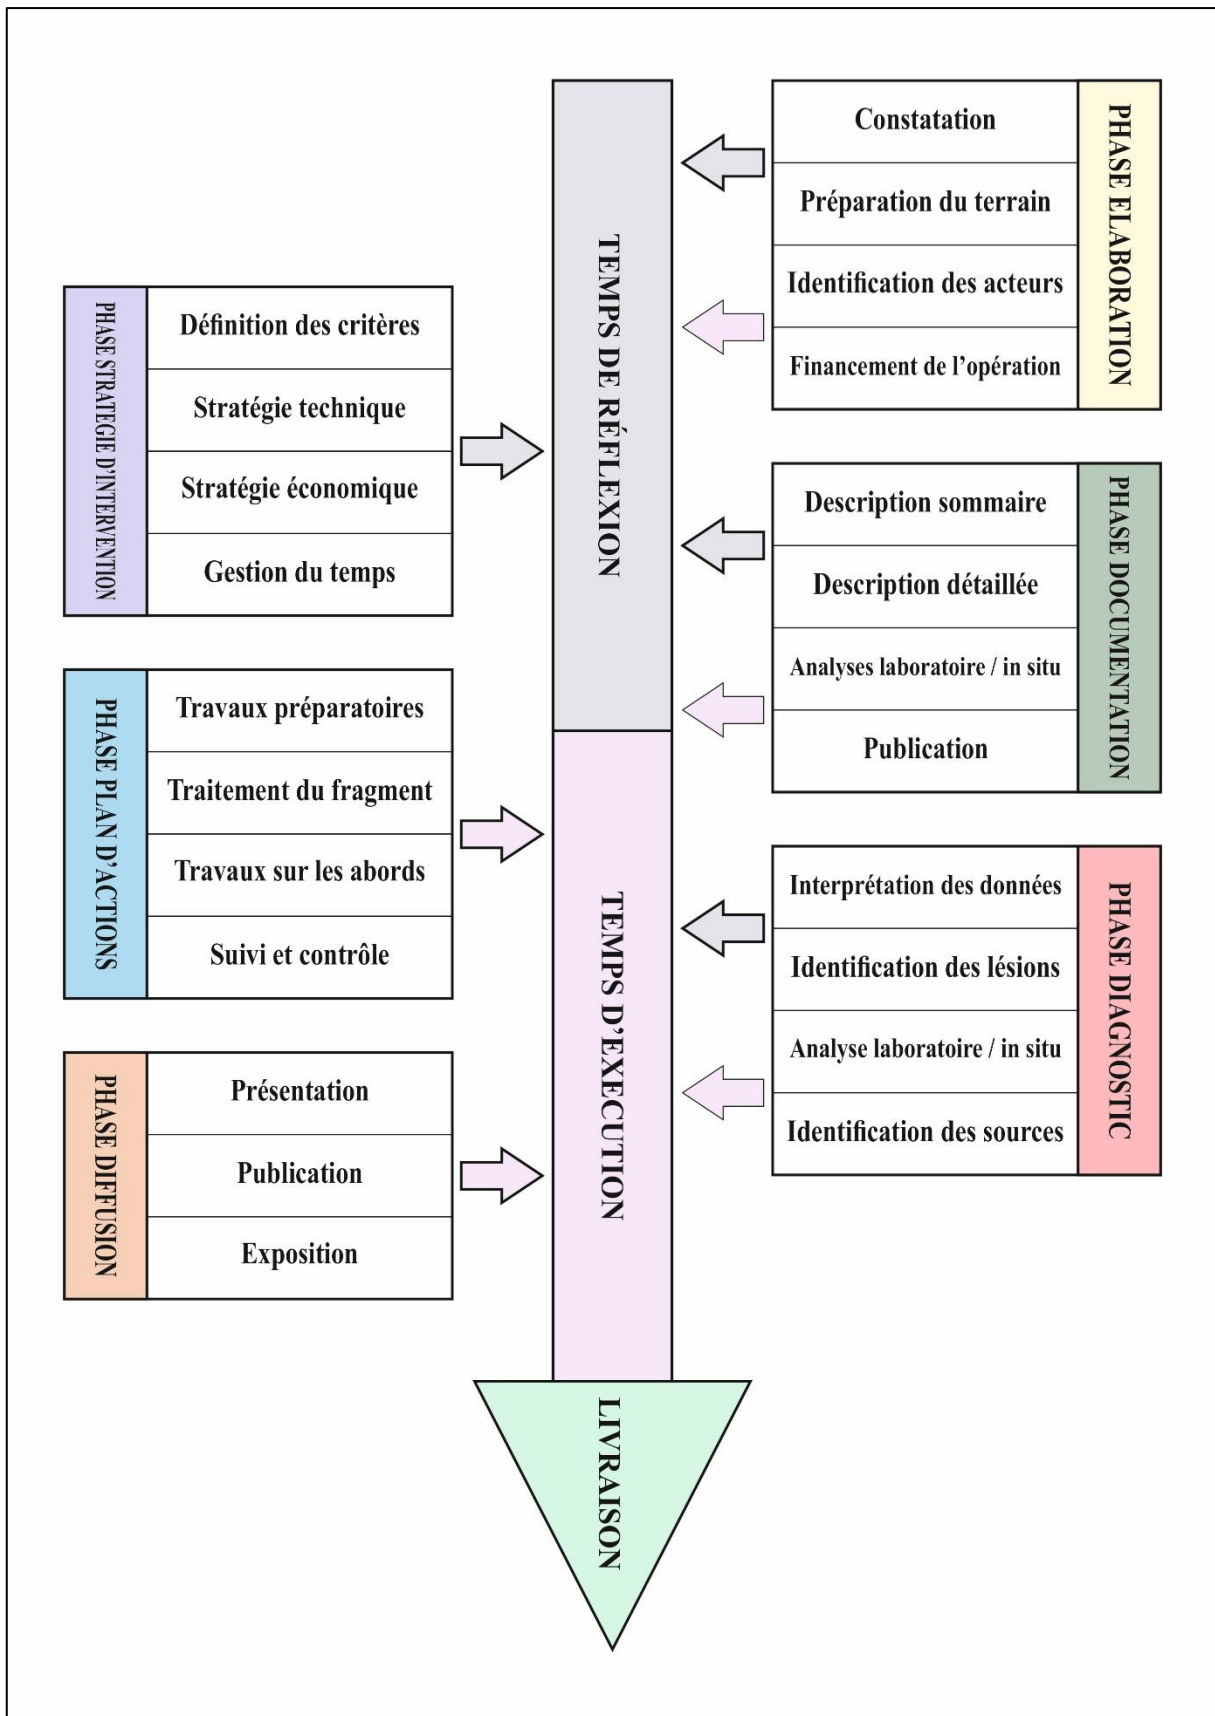 PHASE ELABORATION
Constatation
Préparation du terrain
Identification des acteurs
Financement de l’opération
PHASE DOCUMENTATION
Description sommaire
Description détaillée
Analyses laboratoire / in situ
Publication
PHASE DIAGNOSTIC
Interprétation des données
Identification des lésions
Analyse laboratoire / in situ
Identification des sources
TEMPS DE RÉFLEXION
TEMPS D’EXECUTION
LIVRAISON
PHASE STRATEGIE D’INTERVENTION
Définition des critères
Stratégie technique
Stratégie économique
Gestion du temps
PHASE PLAN D’ACTIONS
Travaux préparatoires
Traitement du fragment
Travaux sur les abords
Suivi et contrôle
PHASE DIFFUSION
Présentation
Publication
Exposition